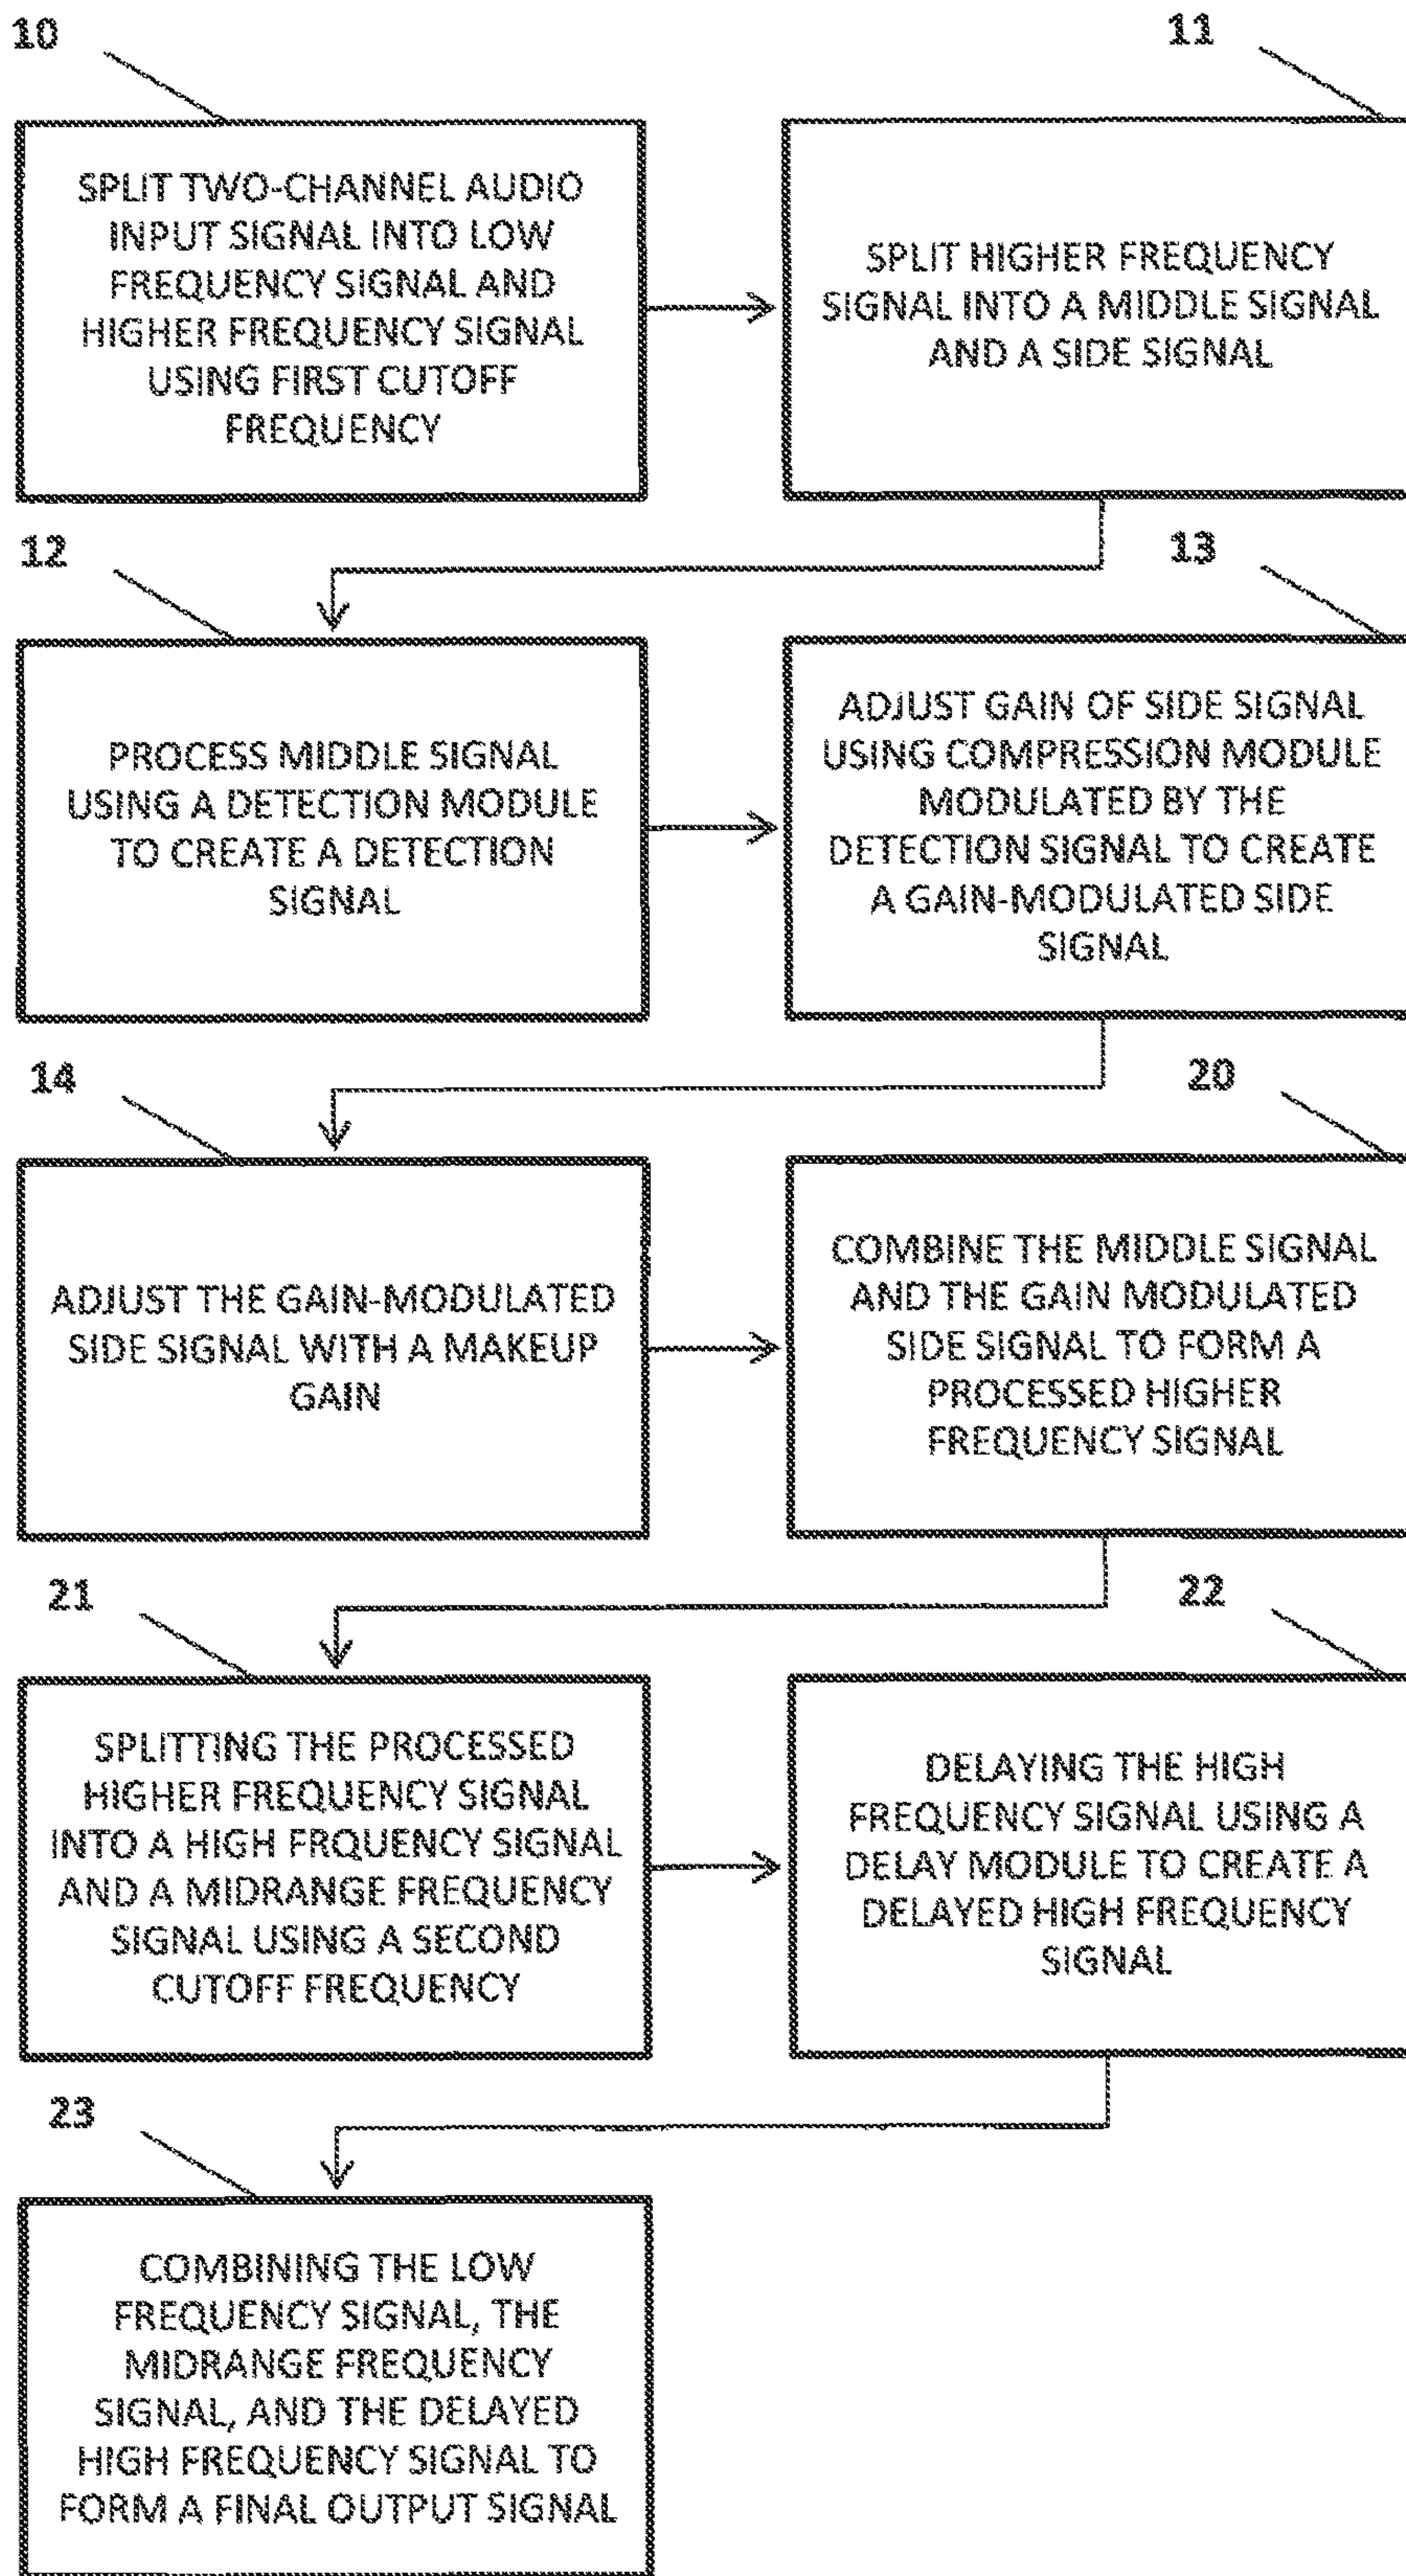 10
SPLIT TWO-CHANNEL AUDIO
INPUT SIGNAL INTO LOW
FREQUENCY SIGNAL AND
HIGHER FREQUENCY SIGNAL
USING FIRST CUTOFF
FREQUENCY
11
SPLIT HIGHER FREQUENCY
SIGNAL INTO A MIDDLE SIGNAL
AND A SIDE SIGNAL
12
PROCESS MIDDLE SIGNAL
USING A DETECTION MODULE
TO CREATE A DETECTION
SIGNAL
13
ADJUST GAIN OF SIDE SIGNAL
USING COMPRESSION MODULE
MODULATED BY THE
DETECTION SIGNAL TO CREATE
A GAIN-MODULATED SIDE
SIGNAL
14
ADJUST THE GAIN-MODULATED
SIDE SIGNAL WITH A MAKEUP
GAIN
20
COMBINE THE MIDDLE SIGNAL
AND THE GAIN MODULATED
SIDE SIGNAL TO FORM A
PROCESSED HIGHER
FREQUENCY SIGNAL
21
SPLITTING THE PROCESSED
HIGHER FREQUENCY SIGNAL
INTO A HIGH FRQUENCY SIGNAL
AND A MIDRANGE FREQUENCY
SIGNAL USING A SECOND
CUTOFF FREQUENCY
22
DELAYING THE HIGH
FREQUENCY SIGNAL USING A
DELAY MODULE TO CREATE A
DELAYED HIGH FREQUENCY
SIGNAL
23
COMBINING THE LOW
FREQUENCY SIGNAL, THE
MIDRANGE FREQUENCY
SIGNAL, AND THE DELAYED
HIGH FREQUENCY SIGNAL TO
FORM A FINAL OUTPUT SIGNAL